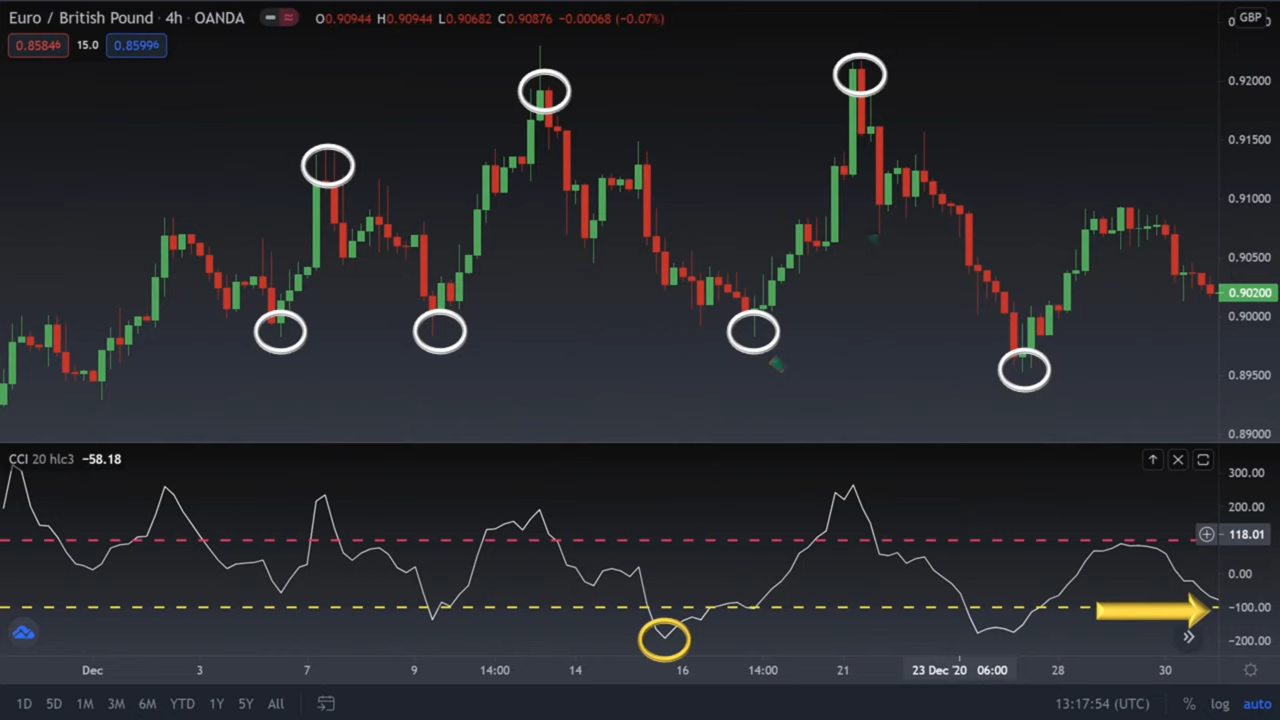 Euro / British Pound · 4h · OANDA O0.90944 H0.90944 L0.90682 C0.90876 −0.00068 (−0.07%)
GBP
0.85846 15.0 0.85996
0.92000
0.91500
0.91000
0.90500
0.90200
0.90000
0.89500
0.89000
CCI 20 hlc3 −58.18
300.00
200.00
118.01
0.00
−100.00
−200.00
Dec 3 7 9 14:00 14 16 14:00 21 23 Dec '20 06:00 28 30
1D 5D 1M 3M 6M YTD 1Y 5Y All 13:17:54 (UTC) % log auto